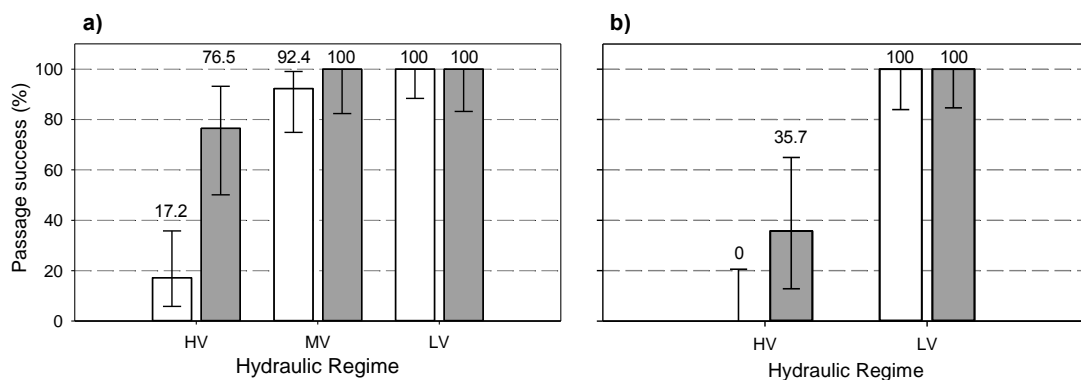 a)
76.5 92.4 100 100 100
17.2
Passage success (%)
100
80
60
40
20
0
HV MV LV
Hydraulic Regime
b)
100 100
35.7
0
HV LV
Hydraulic Regime